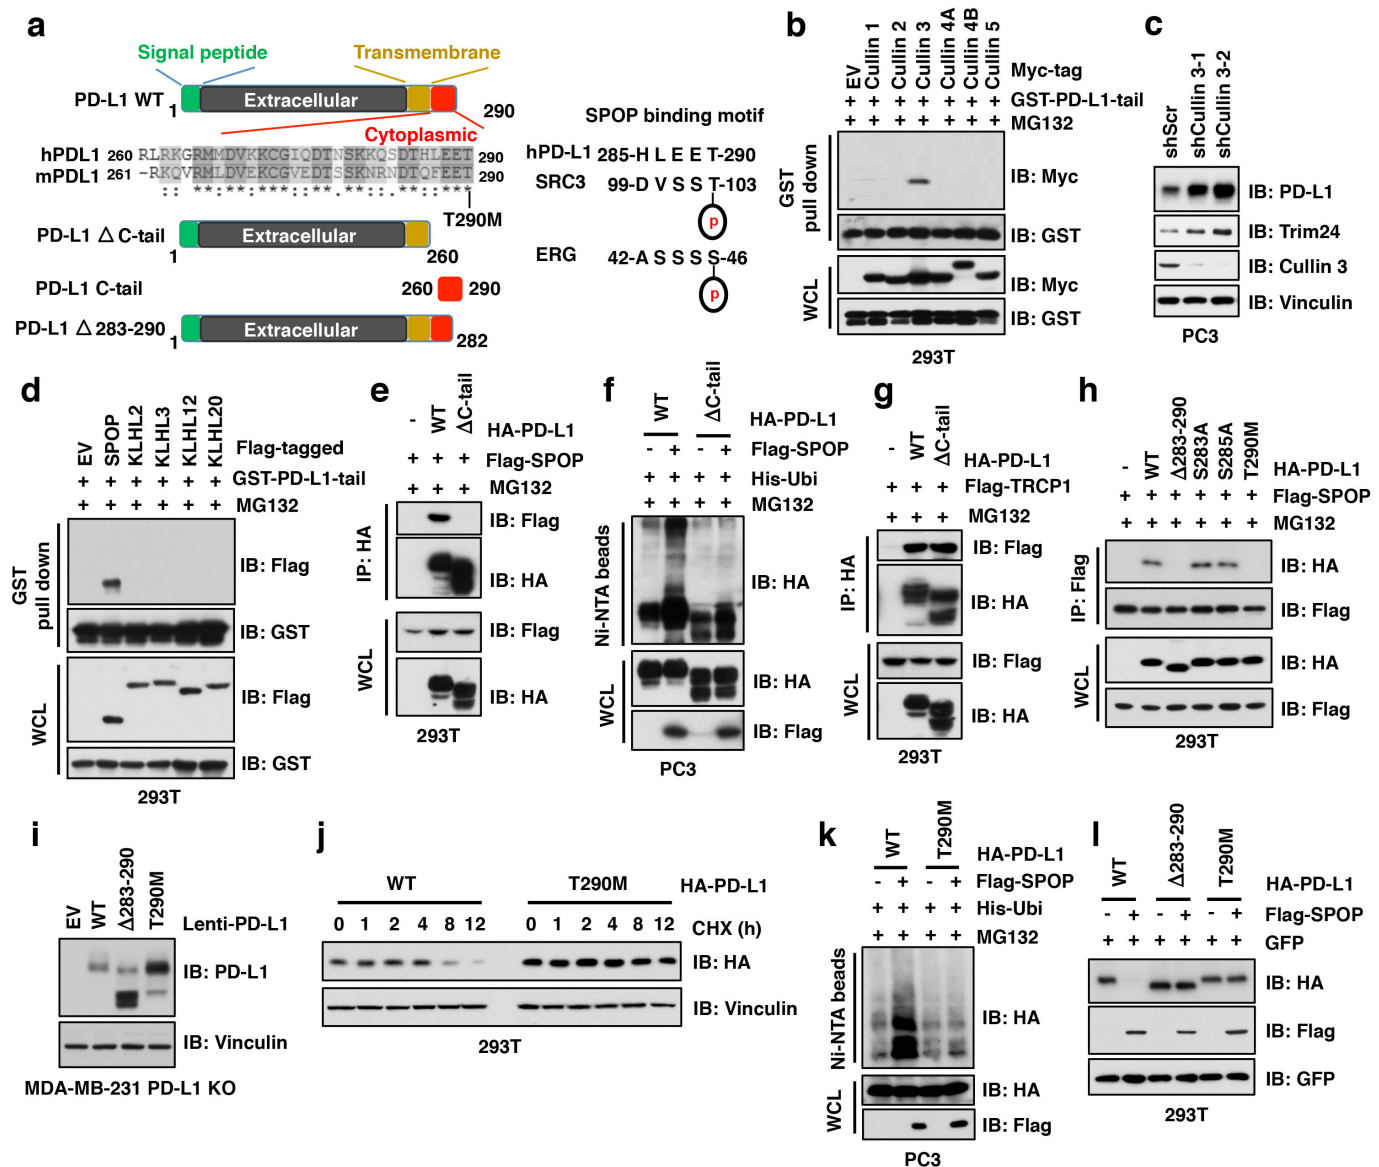 a
Signal peptide
Transmembrane
PD-L1 WT
Extracellular
1
290
Cytoplasmic
hPDL1 260 RLRKGRMMDVKKCGIQDTNSKKQSDTHLEET 290
mPDL1 261 -RKQVRMLDVEKCGVEDTSSKNRNDTQFEET 290
T290M
PD-L1 Δ C-tail
Extracellular
1
260
PD-L1 C-tail
260
290
PD-L1 Δ 283-290
Extracellular
1
282
SPOP binding motif
hPD-L1 285-H L E E T-290
SRC3 99-D V S S T-103
p
ERG 42-A S S S S-46
p
b
EV
Cullin 1
Cullin 2
Cullin 3
Cullin 4A
Cullin 4B
Cullin 5
Myc-tag
+ + + + + + + GST-PD-L1-tail
+ + + + + + + MG132
GST pull down
IB: Myc
IB: GST
WCL
IB: Myc
IB: GST
293T
c
shScr
shCullin 3-1
shCullin 3-2
IB: PD-L1
IB: Trim24
IB: Cullin 3
IB: Vinculin
PC3
d
EV
SPOP
KLHL2
KLHL3
KLHL12
KLHL20
Flag-tagged
+ + + + + + GST-PD-L1-tail
+ + + + + + MG132
GST pull down
IB: Flag
IB: GST
WCL
IB: Flag
IB: GST
293T
e
- WT ΔC-tail
HA-PD-L1
+ + + Flag-SPOP
+ + + MG132
IP: HA
IB: Flag
IB: HA
WCL
IB: Flag
IB: HA
293T
f
WT
ΔC-tail
HA-PD-L1
- + - + Flag-SPOP
+ + + + His-Ubi
+ + + + MG132
Ni-NTA beads
IB: HA
WCL
IB: HA
IB: Flag
PC3
g
- WT ΔC-tail
HA-PD-L1
+ + + Flag-TRCP1
+ + + MG132
IP: HA
IB: Flag
IB: HA
WCL
IB: Flag
IB: HA
293T
h
-
WT
Δ283-290
S283A
S285A
T290M
HA-PD-L1
+ + + + + + Flag-SPOP
+ + + + + + MG132
IP: Flag
IB: HA
IB: Flag
WCL
IB: HA
IB: Flag
293T
i
EV
WT
Δ283-290
T290M
Lenti-PD-L1
IB: PD-L1
IB: Vinculin
MDA-MB-231 PD-L1 KO
j
WT
T290M
HA-PD-L1
0 1 2 4 8 12 0 1 2 4 8 12 CHX (h)
IB: HA
IB: Vinculin
293T
k
WT
T290M
HA-PD-L1
- + - + Flag-SPOP
+ + + + His-Ubi
+ + + + MG132
Ni-NTA beads
IB: HA
WCL
IB: HA
IB: Flag
PC3
l
WT
Δ283-290
T290M
HA-PD-L1
- + - + - + Flag-SPOP
+ + + + + + GFP
IB: HA
IB: Flag
IB: GFP
293T